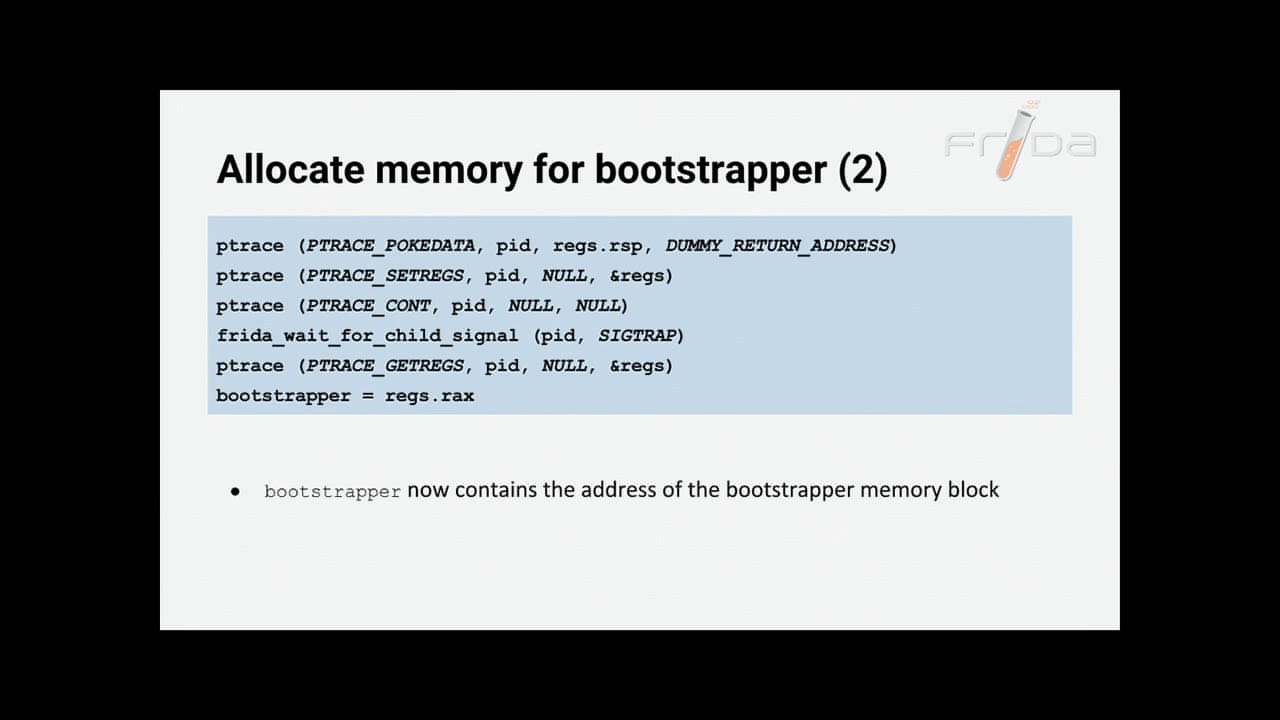 FRIDA
Allocate memory for bootstrapper (2)
ptrace (PTRACE_POKEDATA, pid, regs.rsp, DUMMY_RETURN_ADDRESS)
ptrace (PTRACE_SETREGS, pid, NULL, &regs)
ptrace (PTRACE_CONT, pid, NULL, NULL)
frida_wait_for_child_signal (pid, SIGTRAP)
ptrace (PTRACE_GETREGS, pid, NULL, &regs)
bootstrapper = regs.rax
● bootstrapper now contains the address of the bootstrapper memory block